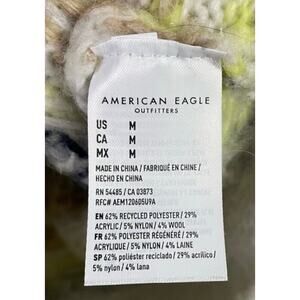 AMERICAN EAGLE
OUTFITTERS
US M
CA M
MX M
MADE IN CHINA / FABRIQUÉ EN CHINE /
HECHO EN CHINA
RN 54485 / CA 03873
RFC# AEM120605U9A
EN 62% RECYCLED POLYESTER / 29%
ACRYLIC / 5% NYLON / 4% WOOL
FR 62% POLYESTER RÉGÉNÉRÉ / 29%
ACRYLIQUE / 5% NYLON / 4% LAINE
SP 62% poliéster reciclado / 29% acrílico /
5% nylon / 4% lana